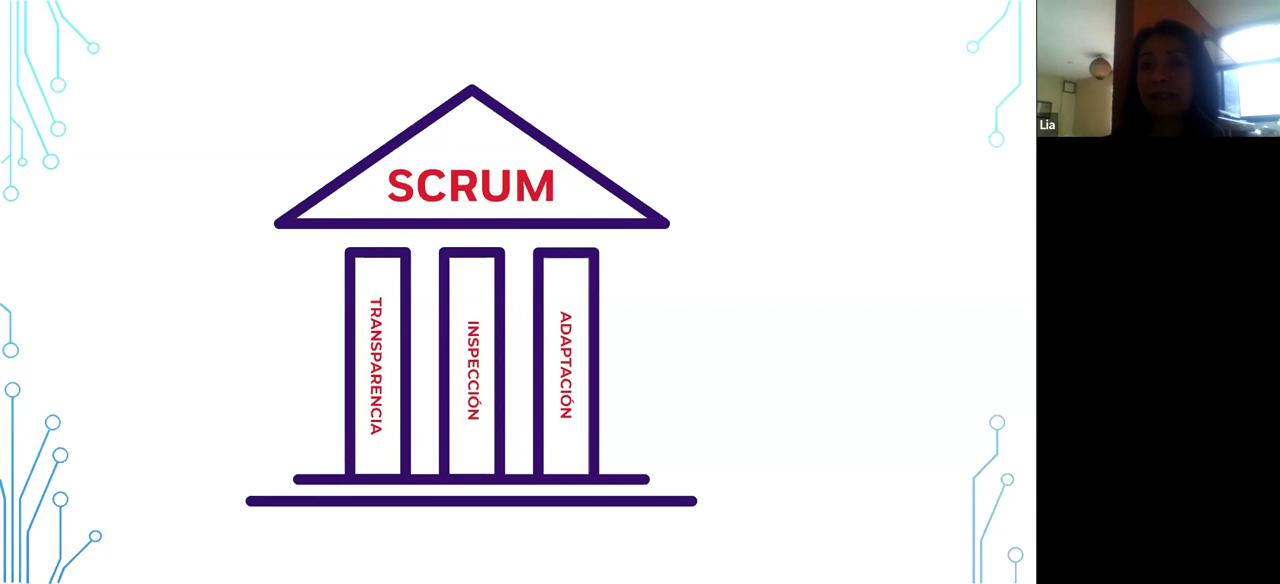 SCRUM
TRANSPARENCIA
INSPECCIÓN
ADAPTACIÓN
Lia